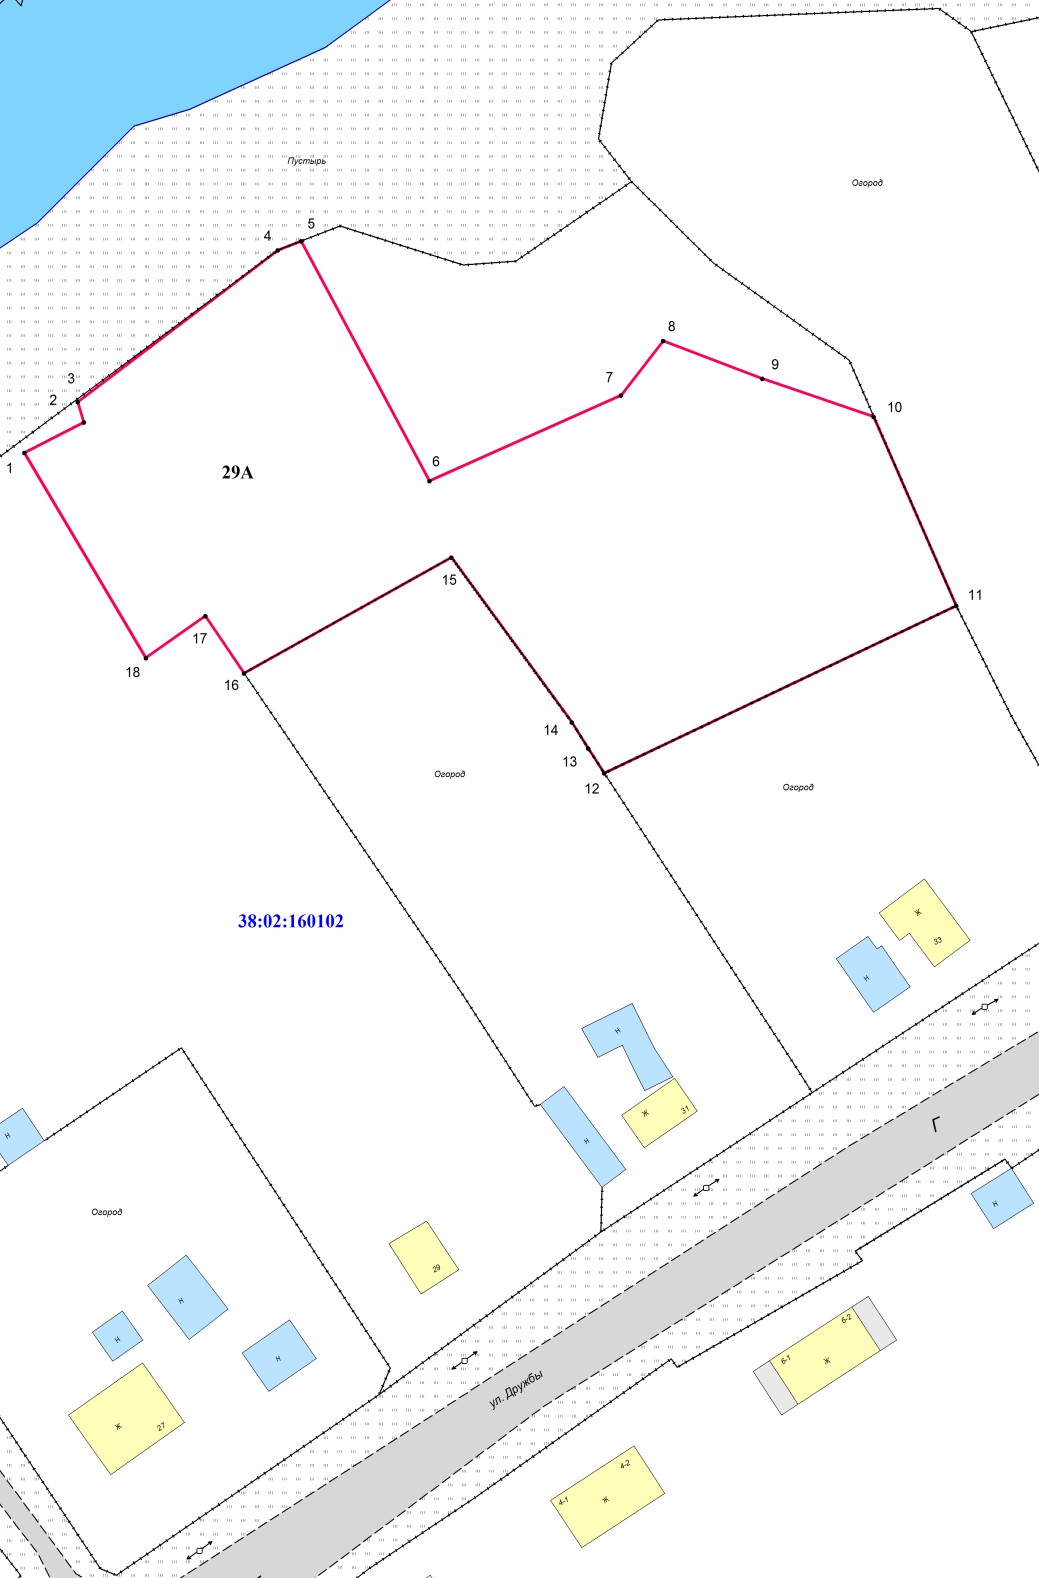 Пустырь
Огород
5
4
8
3
9
7
2
10
6
1
29А
15
11
17
18
16
14
13
12
Огород
Огород
38:02:160102
Ж
33
Н
Н
Ж
31
Н
Н
Г
Н
Огород
29
Н
Н
Н
6-2
6-1
Ж
ул. Дружбы
Ж
27
4-2
4-1
Ж